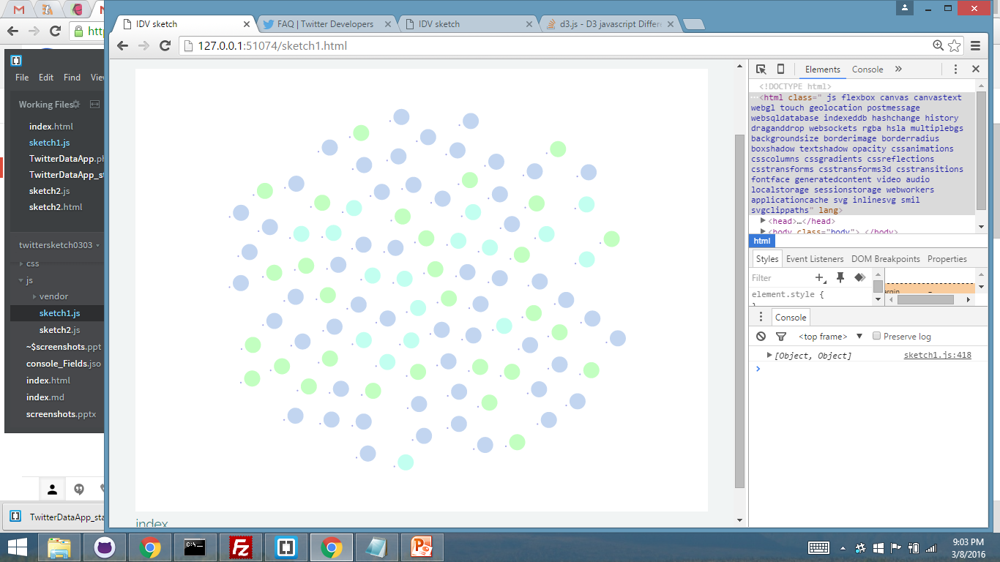 IDV sketch
FAQ | Twitter Developers
IDV sketch
d3.js - D3 javascript Differe
127.0.0.1:51074/sketch1.html
File Edit Find
Working Files
index.html
sketch1.js
TwitterDataApp.ph
TwitterDataApp_st
sketch2.js
sketch2.html
twittersketch0303
css
js
vendor
sketch1.js
sketch2.js
~$screenshots.ppt
console_Fields.jso
index.html
index.md
screenshots.pptx
TwitterDataApp_sta
index
Elements Console »
<!DOCTYPE html>
<html class=" js flexbox canvas canvastext
webgl touch geolocation postmessage
websqldatabase indexeddb hashchange history
draganddrop websockets rgba hsla multiplebgs
backgroundsize borderimage borderradius
boxshadow textshadow opacity cssanimations
csscolumns cssgradients cssreflections
csstransforms csstransforms3d csstransitions
fontface generatedcontent video audio
localstorage sessionstorage webworkers
applicationcache svg inlinesvg smil
svgclippaths" lang>
<head>…</head>
<body class="body"> </body>
html
Styles Event Listeners DOM Breakpoints Properties
Filter
element.style {
Console
<top frame> Preserve log
[Object, Object] sketch1.js:418
9:03 PM
3/8/2016